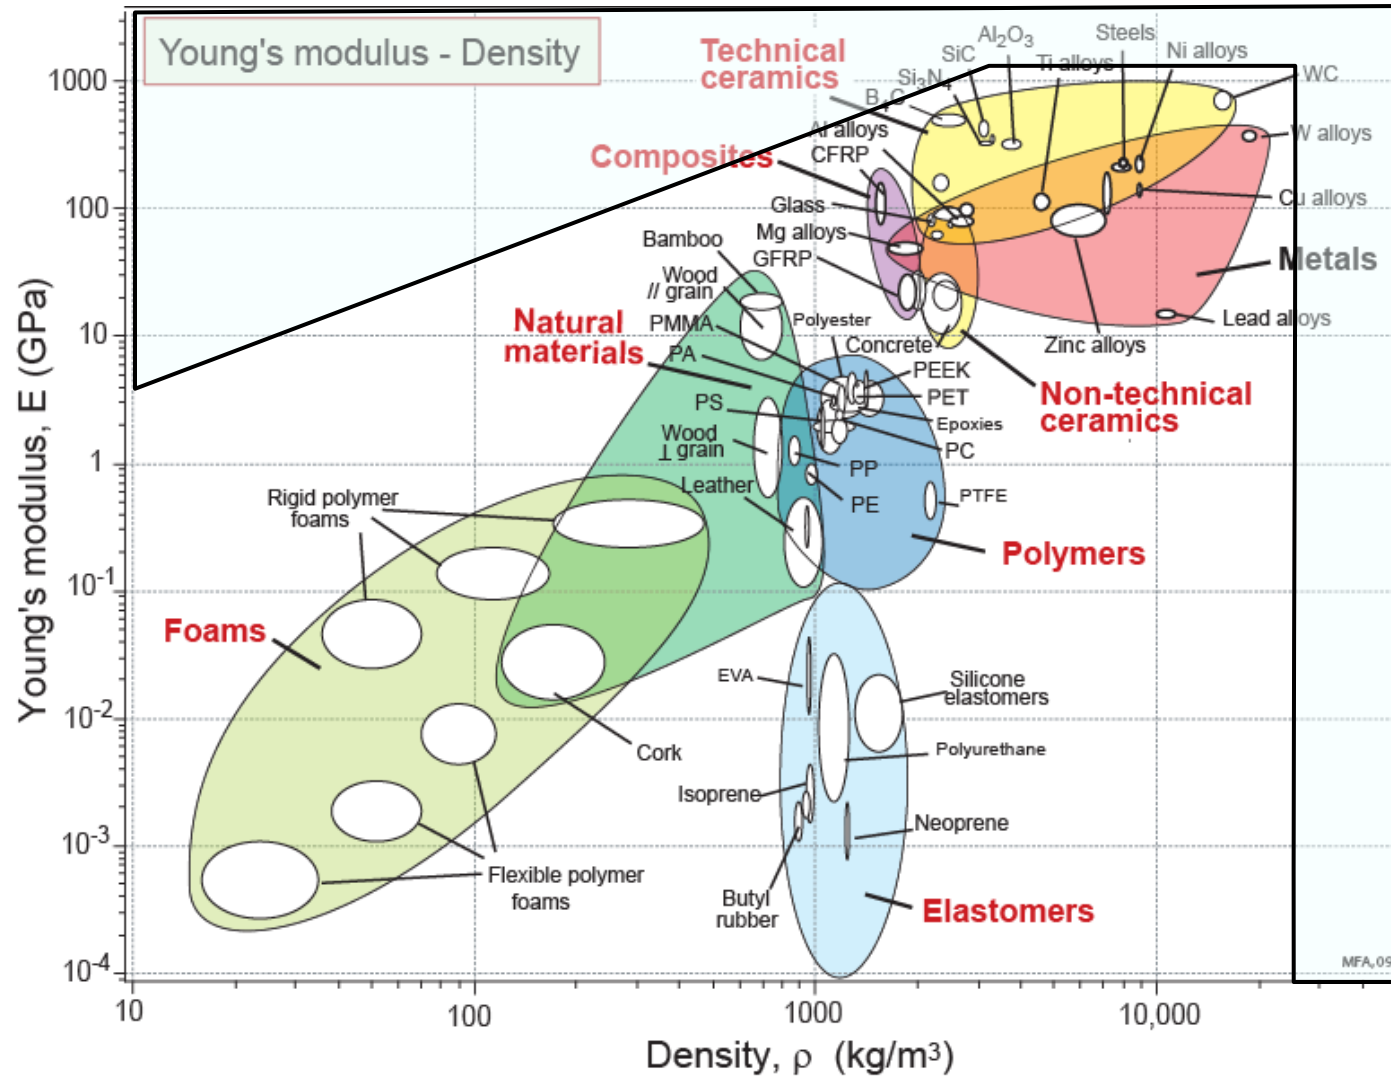 Young's modulus - Density
Technical
ceramics
Composites
Natural
materials
Foams
Metals
Non-technical
ceramics
Polymers
Elastomers
Al₂O₃
Steels
SiC
Ti alloys
Ni alloys
Si₃N₄
B₄C
WC
Al alloys
W alloys
CFRP
Cu alloys
Glass
Mg alloys
GFRP
Bamboo
Wood
// grain
PMMA
Polyester
Lead alloys
Zinc alloys
Concrete
PA
PEEK
PS
PET
Epoxies
Wood
⊥ grain
PC
PP
Leather
PE
PTFE
Rigid polymer
foams
EVA
Silicone
elastomers
Cork
Polyurethane
Isoprene
Neoprene
Flexible polymer
foams
Butyl
rubber
MFA, 09
1000
100
10
1
10⁻¹
10⁻²
10⁻³
10⁻⁴
Young's modulus, E (GPa)
10
100
1000
10,000
Density, ρ (kg/m³)